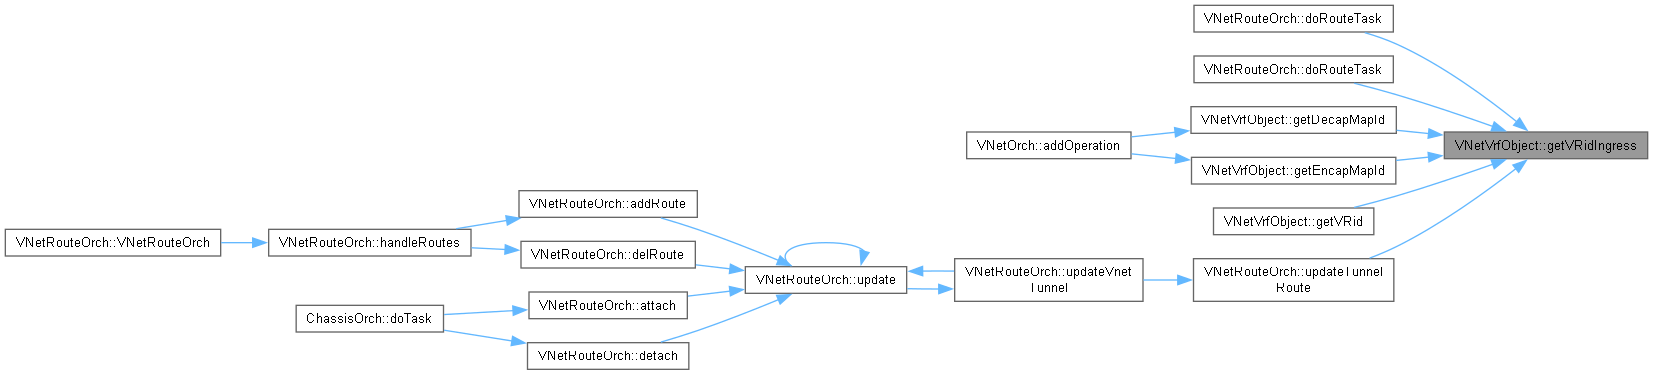 VNetRouteOrch::doRouteTask
VNetRouteOrch::doRouteTask
VNetVrfObject::getDecapMapId
VNetOrch::addOperation
VNetVrfObject::getVRidIngress
VNetVrfObject::getEncapMapId
VNetRouteOrch::addRoute
VNetVrfObject::getVRid
VNetRouteOrch::VNetRouteOrch
VNetRouteOrch::handleRoutes
VNetRouteOrch::delRoute
VNetRouteOrch::update
VNetRouteOrch::updateVnet
Tunnel
VNetRouteOrch::updateTunnel
Route
VNetRouteOrch::attach
ChassisOrch::doTask
VNetRouteOrch::detach